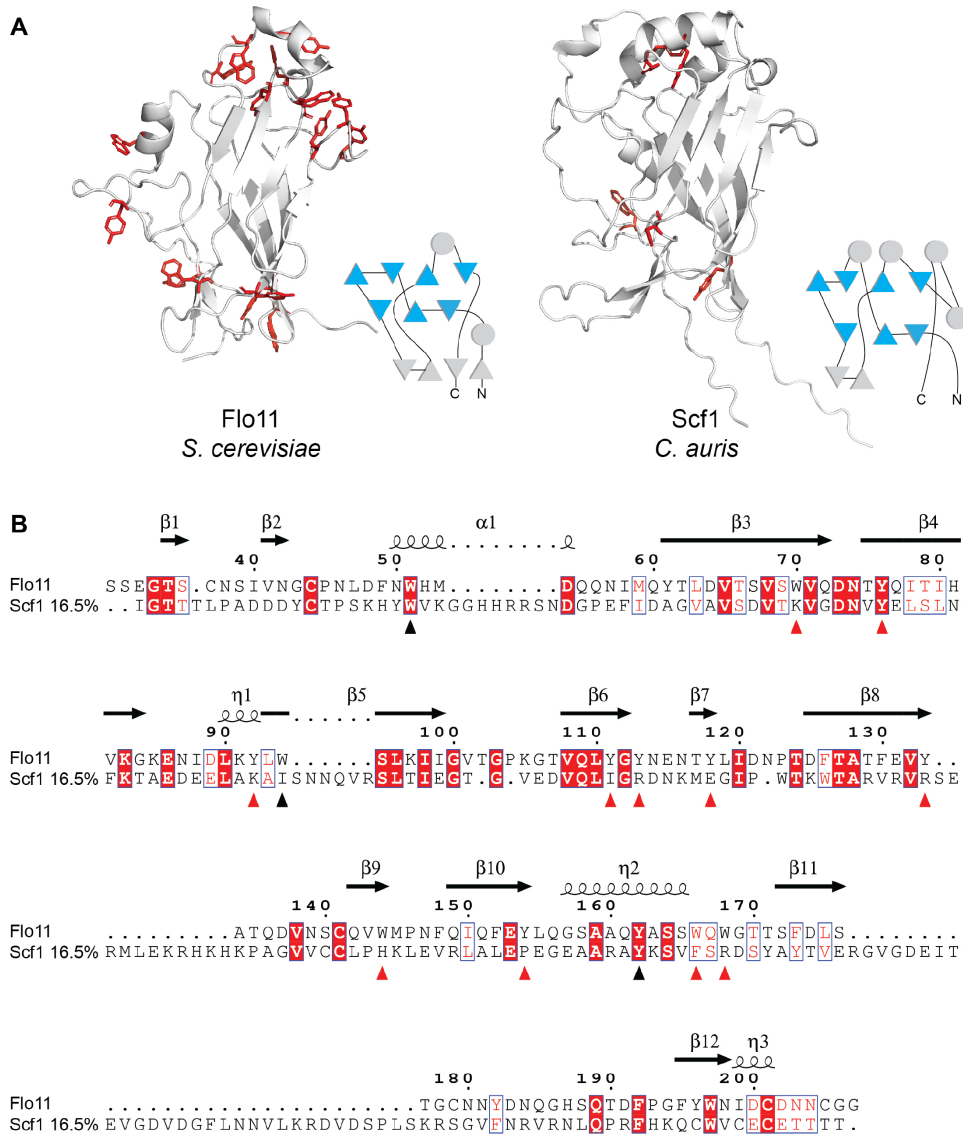 A
C
N
C
N
Flo11
S. cerevisiae
Scf1
C. auris
B
β1 β2 α1 β3 β4
40 50 60 70 80
Flo11 SSEGTS.CNSIVNGCPNLDFNWHM........DQQNIMQYTLDVTSVSWVQDNTYQITIH
Scf1 16.5% ..IGTTTLPADDDYCTPSKHYWVKGGHHRRSNDGPEFIDAGVAVSDVTKVGDNVYELSLN
η1 β5 β6 β7 β8
90 100 110 120 130
Flo11 VKGKENIDLKYLW......SLKIIGVTGPKGTVQLYGYNENTYLIDNPTDFTATFEVY.
Scf1 16.5% FKTAEDEELAKAISNNQVRSLTIEGT.G.VEDVQLIGRDNKMEGIP.WTKWTARVRVRSE
β9 β10 η2 β11
140 150 160 170
Flo11 .........ATQDVNSCQVWMPNFQIQFEYLQGSAAQYASSWQWGTTSFDLS........
Scf1 16.5% RMLEKRHKHKPAGVVCCLPHKLEVRLALEPEGEAARAYKSVFSRDSYAYTVERGVGDEIT
β12 η3
180 190 200
Flo11 ......................TGCNNYDNQGHSQTDFPGFYWNIDCDNNCGG
Scf1 16.5% EVGDVDGFLNNVLKRDVDSPLSKRSGVFNRVRNLQPRFHKQCWVCECETTTT.